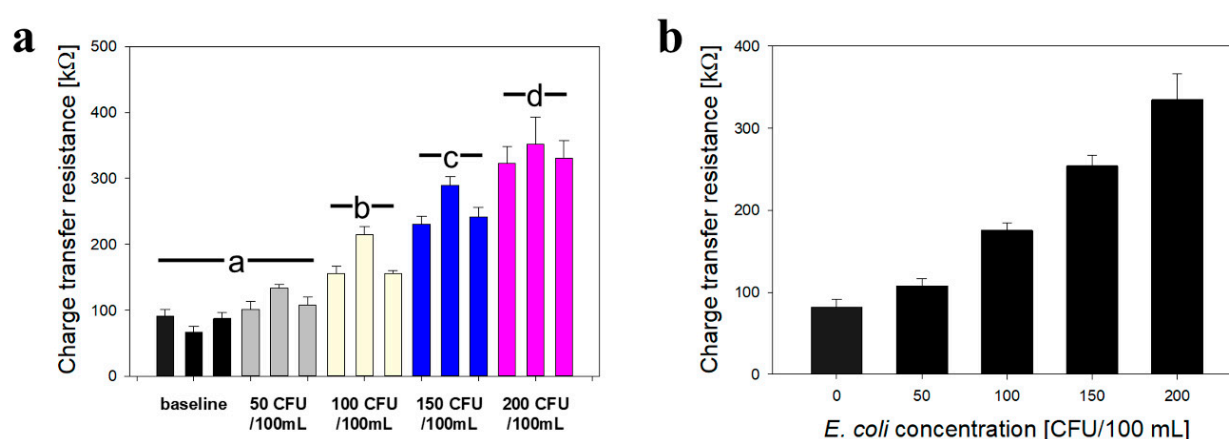 a
Charge transfer resistance [kΩ]
500
400
300
200
100
0
a
b
c
d
baseline
50 CFU
/100mL
100 CFU
/100mL
150 CFU
/100mL
200 CFU
/100mL
b
Charge transfer resistance [kΩ]
400
300
200
100
0
0
50
100
150
200
E. coli concentration [CFU/100 mL]